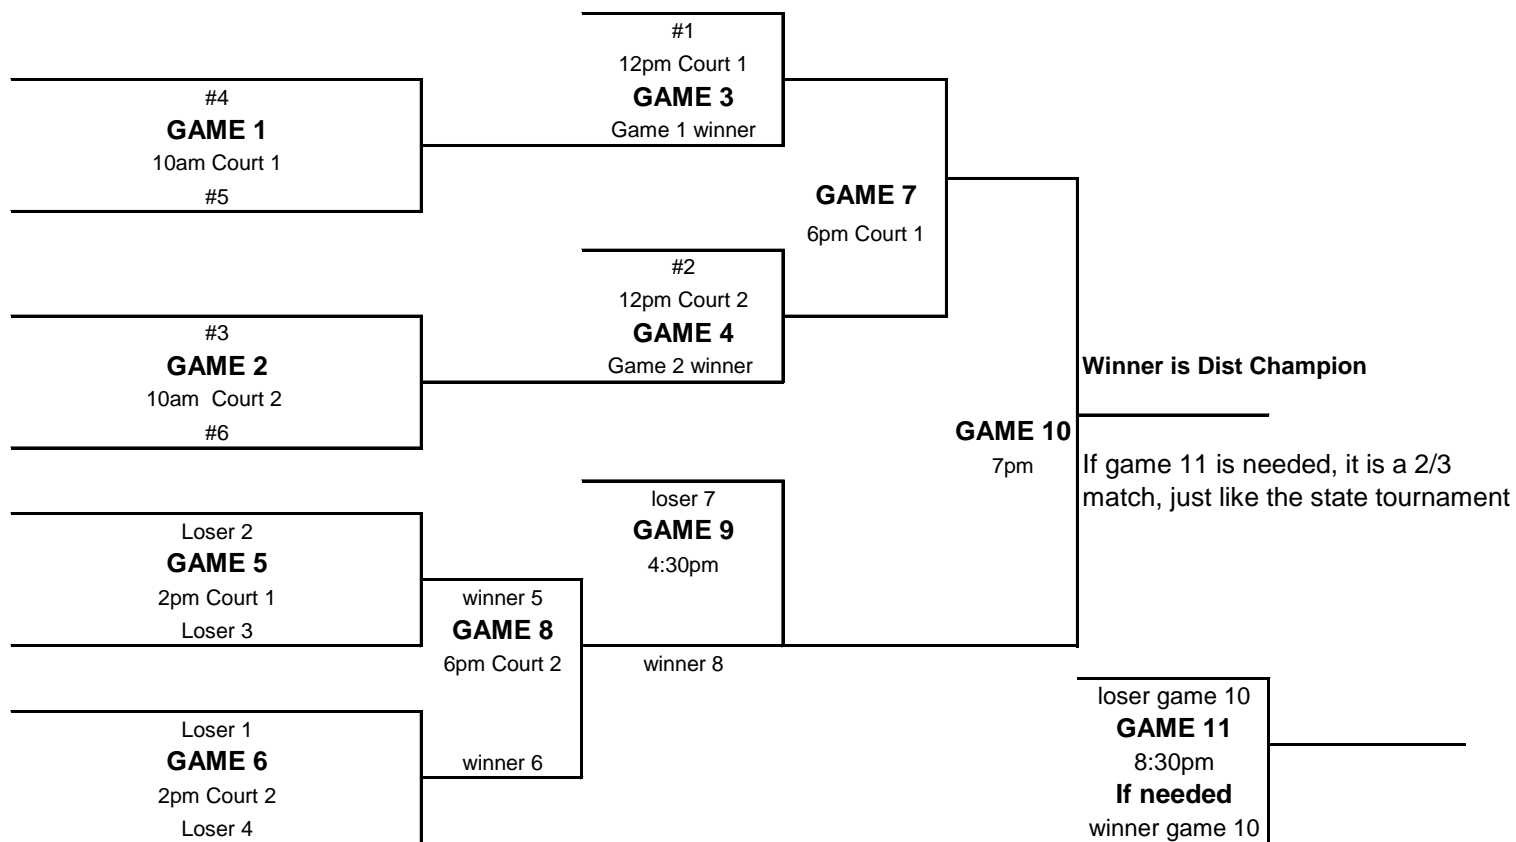 #1
12pm Court 1
GAME 3
Game 1 winner
#4
GAME 1
10am Court 1
#5
GAME 7
6pm Court 1
#2
12pm Court 2
GAME 4
Game 2 winner
#3
GAME 2
10am  Court 2
#6
Winner is Dist Champion
GAME 10
7pm
If game 11 is needed, it is a 2/3
match, just like the state tournament
loser 7
GAME 9
4:30pm
winner 8
Loser 2
GAME 5
2pm Court 1
Loser 3
winner 5
GAME 8
6pm Court 2
winner 6
Loser 1
GAME 6
2pm Court 2
Loser 4
loser game 10
GAME 11
8:30pm
If needed
winner game 10